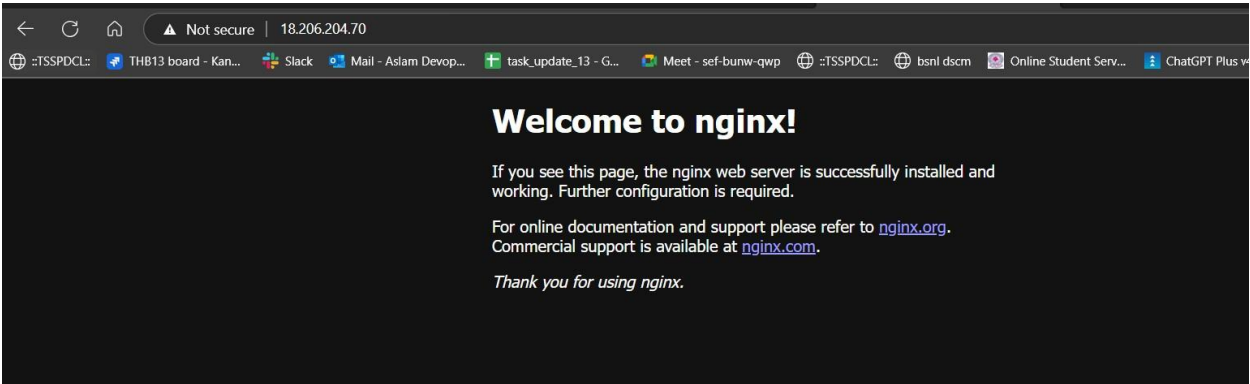 Not secure 18.206.204.70
::TSSPDCL:: THB13 board - Kan... Slack Mail - Aslam Devop... task_update_13 - G... Meet - sef-bunw-qwp ::TSSPDCL:: bsnl dscm Online Student Serv... ChatGPT Plus v4
Welcome to nginx!
If you see this page, the nginx web server is successfully installed and
working. Further configuration is required.
For online documentation and support please refer to nginx.org.
Commercial support is available at nginx.com.
Thank you for using nginx.